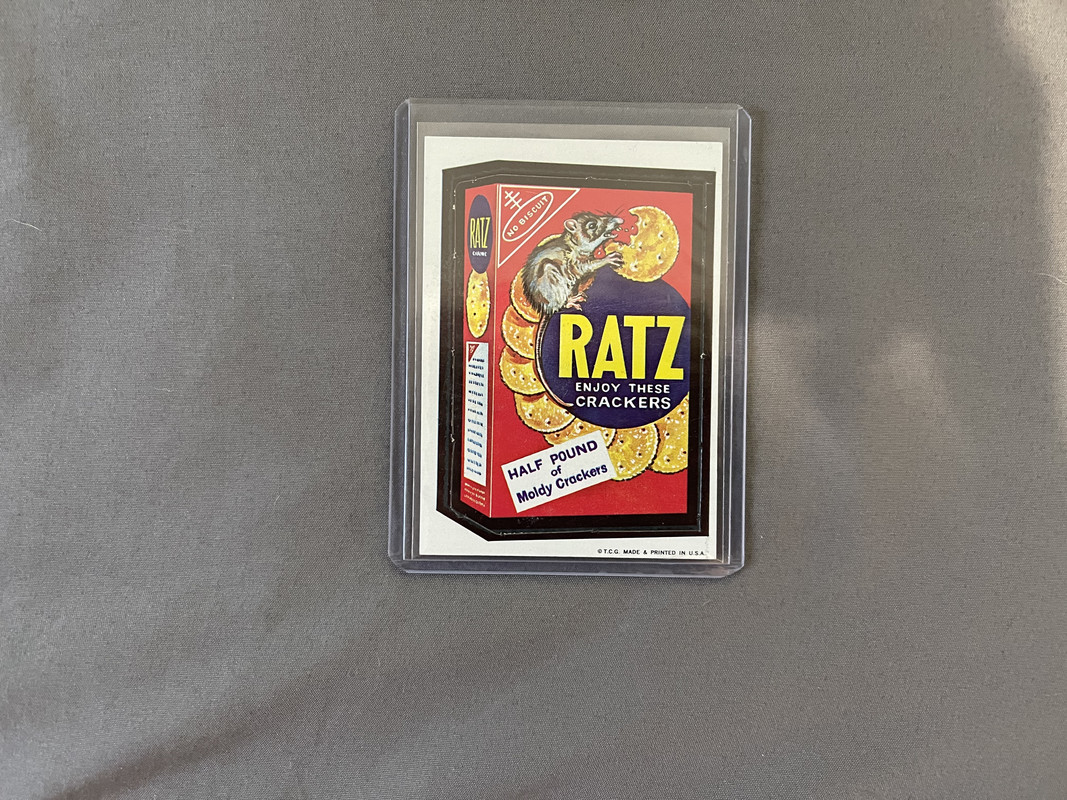 NO BISCUIT
RATZ
RATZ
ENJOY THESE
CRACKERS
HALF POUND
of
Moldy Crackers
© T.C.G. MADE & PRINTED IN U.S.A.